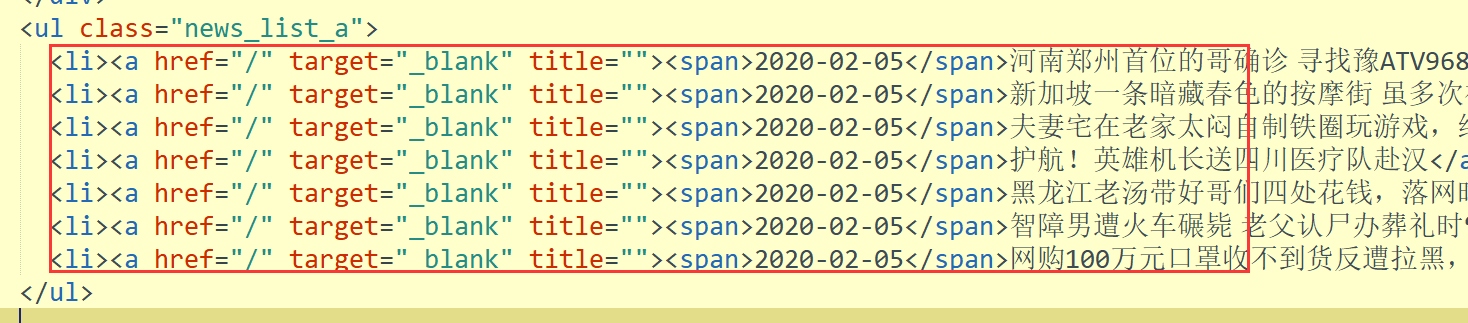 <ul class="news_list_a">
<li><a href="/" target="_blank" title=""><span>2020-02-05</span>河南郑州首位的哥确诊 寻找豫ATV968
<li><a href="/" target="_blank" title=""><span>2020-02-05</span>新加坡一条暗藏春色的按摩街 虽多次
<li><a href="/" target="_blank" title=""><span>2020-02-05</span>夫妻宅在老家太闷自制铁圈玩游戏，
<li><a href="/" target="_blank" title=""><span>2020-02-05</span>护航！英雄机长送四川医疗队赴汉</a
<li><a href="/" target="_blank" title=""><span>2020-02-05</span>黑龙江老汤带好哥们四处花钱，落网
<li><a href="/" target="_blank" title=""><span>2020-02-05</span>智障男遭火车碾毙 老父认尸办葬礼时
<li><a href="/" target="_blank" title=""><span>2020-02-05</span>网购100万元口罩收不到货反遭拉黑，
</ul>